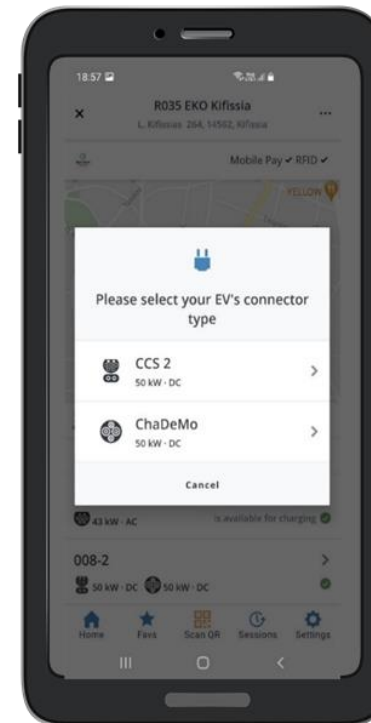 18:57
R035 EKO Kifissia
L. Kifissias 264, 14562, Kifissia
Mobile Pay ✓ RFID ✓
YELLOW
Please select your EV's connector
type
CCS 2
50 kW · DC
ChaDeMo
50 kW · DC
Cancel
43 kW · AC is available for charging
008-2
50 kW · DC 50 kW · DC
Home Favs Scan QR Sessions Settings